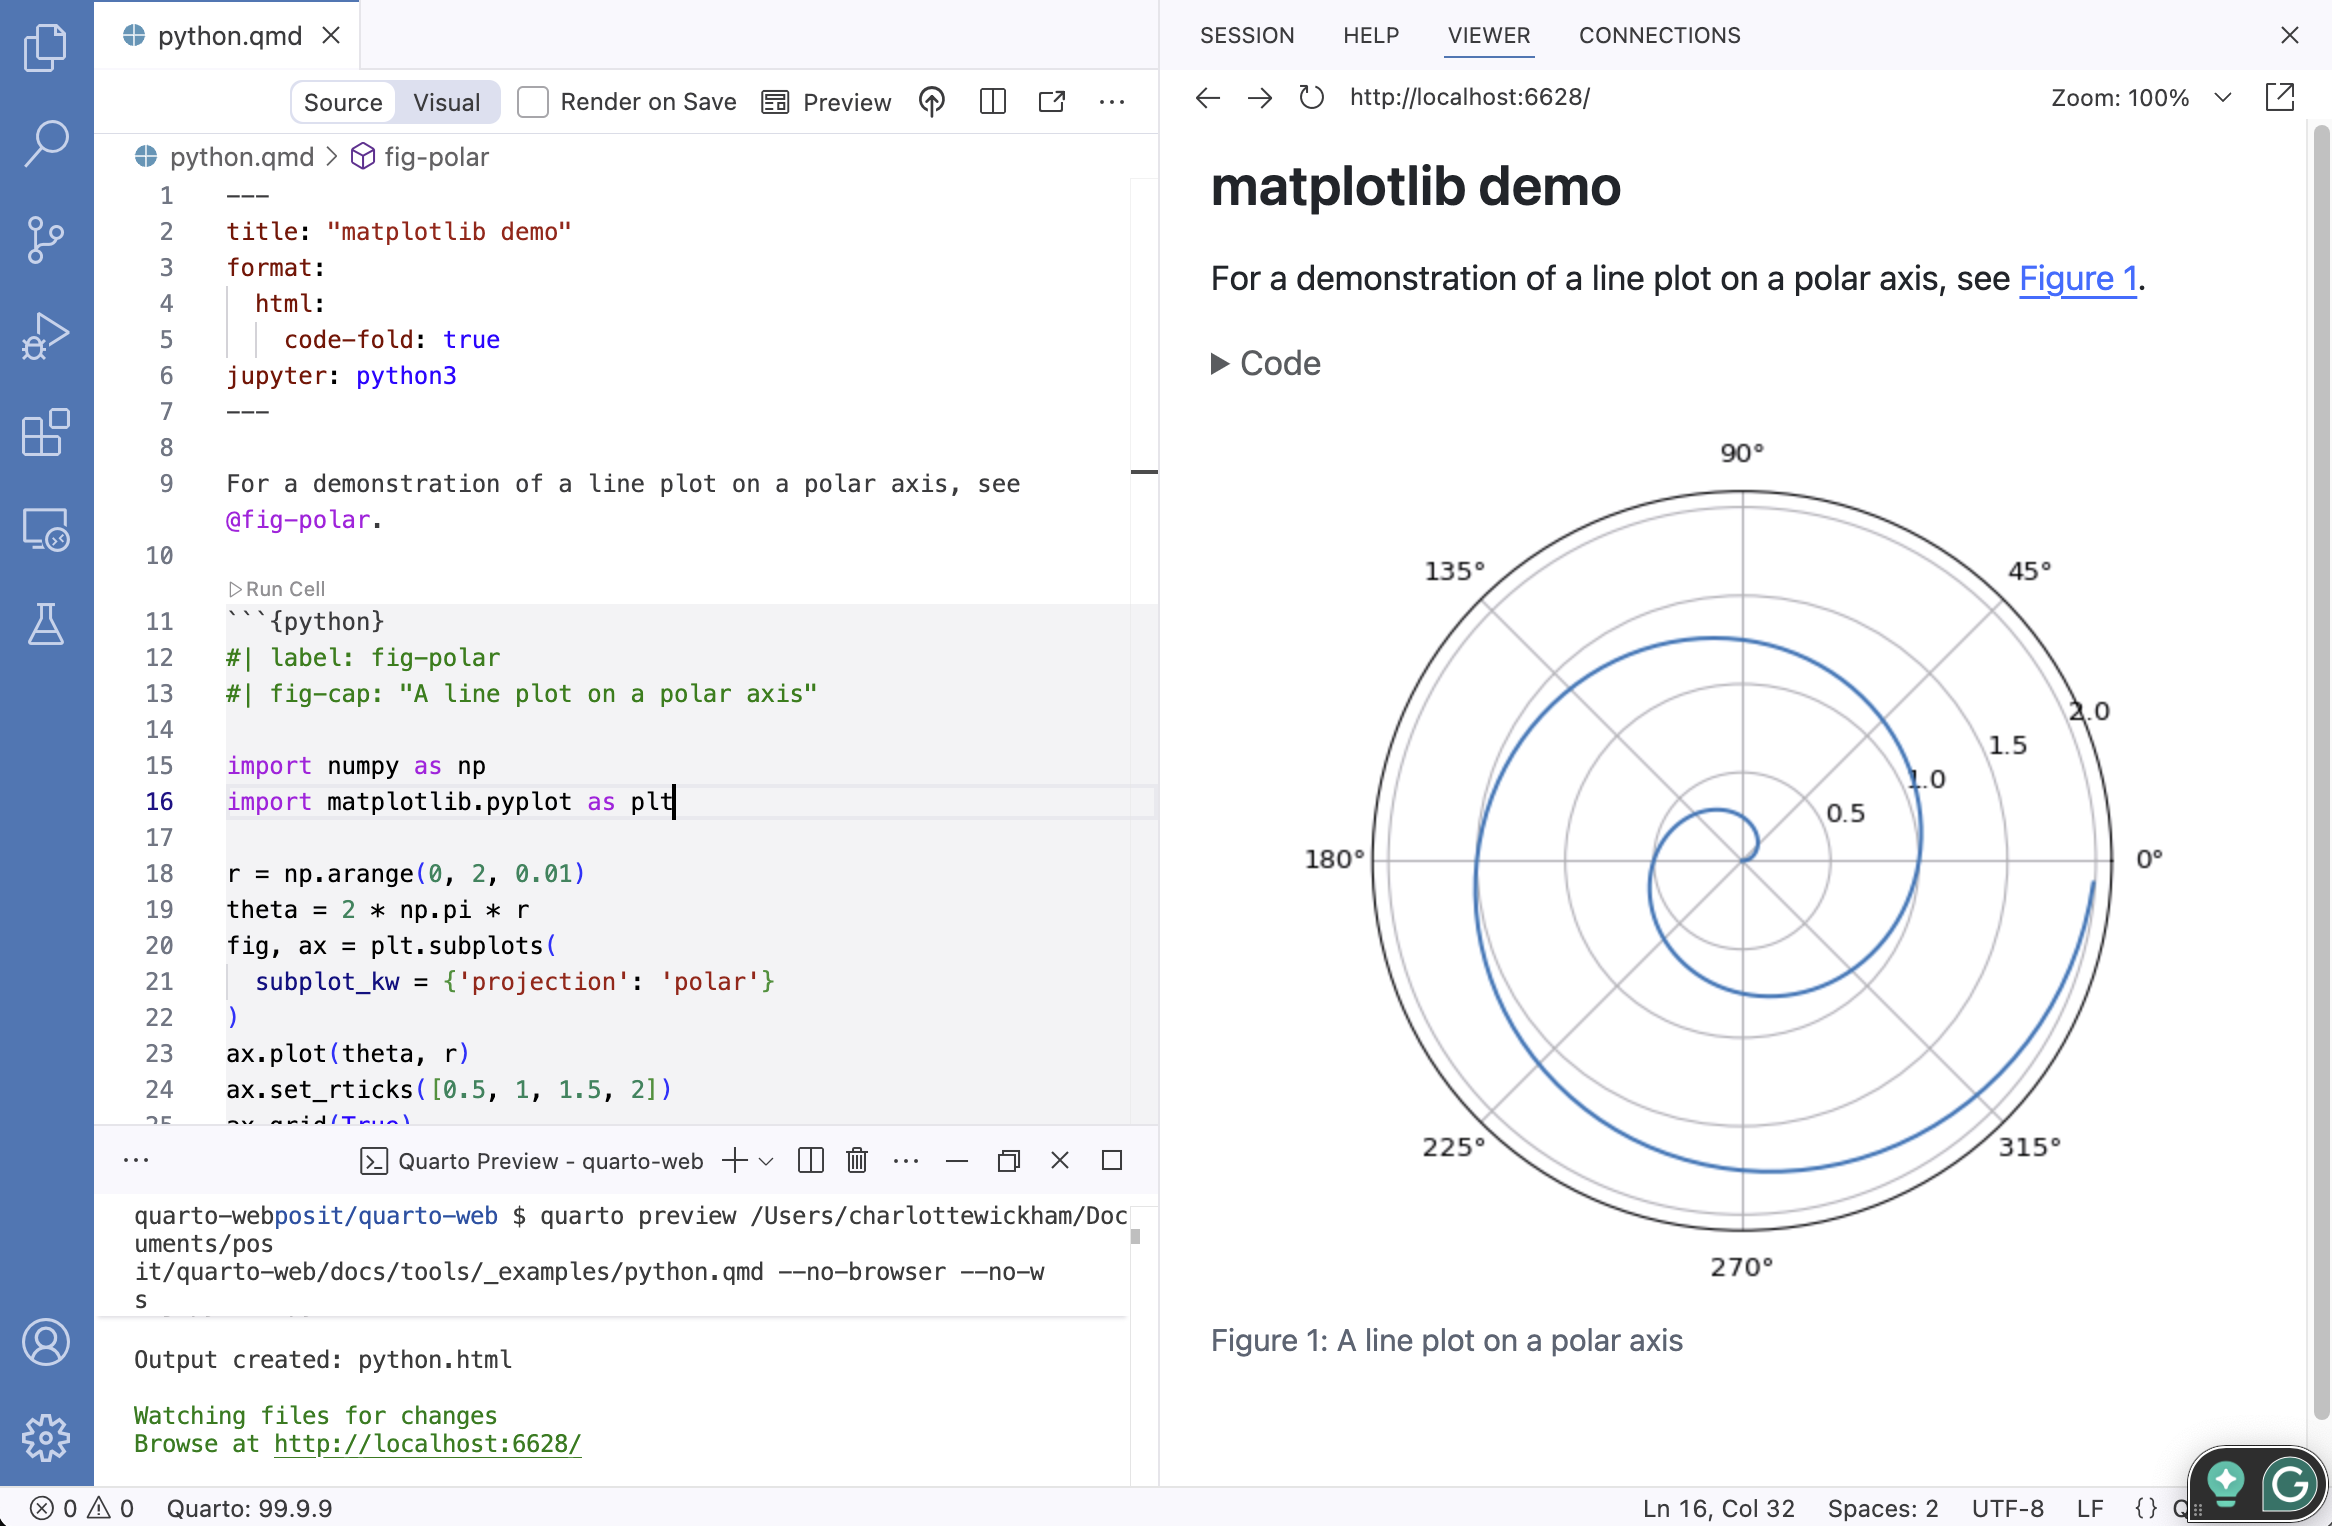 python.qmd
Source Visual Render on Save Preview
python.qmd > fig-polar
1 ---
2 title: "matplotlib demo"
3 format:
4 html:
5 code-fold: true
6 jupyter: python3
7 ---
8
9 For a demonstration of a line plot on a polar axis, see
@fig-polar.
10
Run Cell
11 ```{python}
12 #| label: fig-polar
13 #| fig-cap: "A line plot on a polar axis"
14
15 import numpy as np
16 import matplotlib.pyplot as plt
17
18 r = np.arange(0, 2, 0.01)
19 theta = 2 * np.pi * r
20 fig, ax = plt.subplots(
21 subplot_kw = {'projection': 'polar'}
22 )
23 ax.plot(theta, r)
24 ax.set_rticks([0.5, 1, 1.5, 2])
25 ax.grid(True)
Quarto Preview - quarto-web
quarto-webposit/quarto-web $ quarto preview /Users/charlottewickham/Doc
uments/pos
it/quarto-web/docs/tools/_examples/python.qmd --no-browser --no-w
s
Output created: python.html
Watching files for changes
Browse at http://localhost:6628/
SESSION HELP VIEWER CONNECTIONS
http://localhost:6628/ Zoom: 100%
matplotlib demo
For a demonstration of a line plot on a polar axis, see Figure 1.
Code
90°
135° 45°
2.0
1.5
1.0
0.5
180° 0°
225° 315°
270°
Figure 1: A line plot on a polar axis
0 0 Quarto: 99.9.9
Ln 16, Col 32 Spaces: 2 UTF-8 LF {} Q